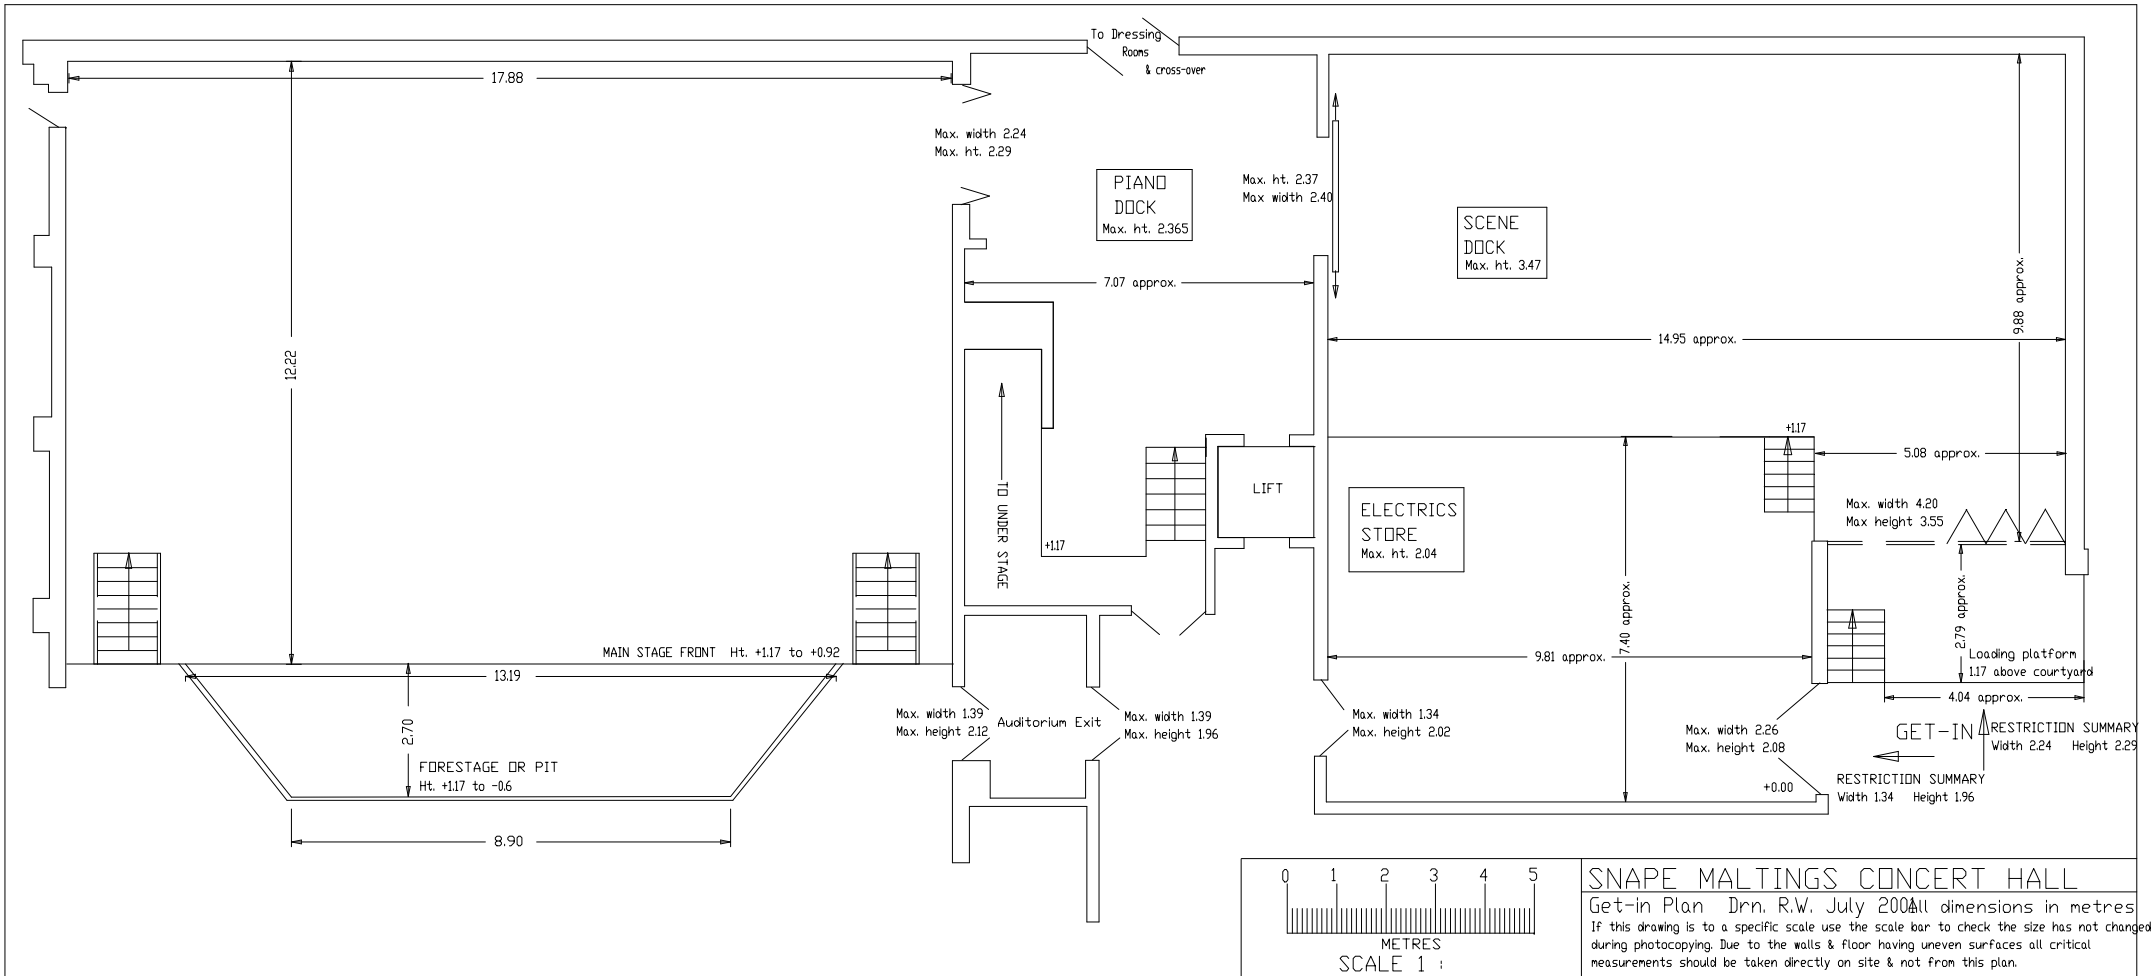 To Dressing
Rooms
& cross-over
17.88
Max. width 2.24
Max. ht. 2.29
PIANO
DOCK
Max. ht. 2.365
Max. ht. 2.37
Max width 2.40
SCENE
DOCK
Max. ht. 3.47
7.07 approx.
9.88 approx.
14.95 approx.
12.22
+1.17
5.08 approx.
LIFT
TO UNDER STAGE
ELECTRICS
STORE
Max. ht. 2.04
Max. width 4.20
Max height 3.55
+1.17
7.40 approx.
2.79 approx.
MAIN STAGE FRONT Ht. +1.17 to +0.92
9.81 approx.
Loading platform
1.17 above courtyard
13.19
4.04 approx.
2.70
Max. width 1.39
Max. height 2.12
Auditorium Exit
Max. width 1.39
Max. height 1.96
Max. width 1.34
Max. height 2.02
Max. width 2.26
Max. height 2.08
GET-IN
RESTRICTION SUMMARY
Width 2.24 Height 2.29
FORESTAGE OR PIT
Ht. +1.17 to -0.6
+0.00
RESTRICTION SUMMARY
Width 1.34 Height 1.96
8.90
0 1 2 3 4 5
METRES
SCALE 1 :
SNAPE MALTINGS CONCERT HALL
Get-in Plan Drn. R.W. July 2001 All dimensions in metres
If this drawing is to a specific scale use the scale bar to check the size has not changed
during photocopying. Due to the walls & floor having uneven surfaces all critical
measurements should be taken directly on site & not from this plan.